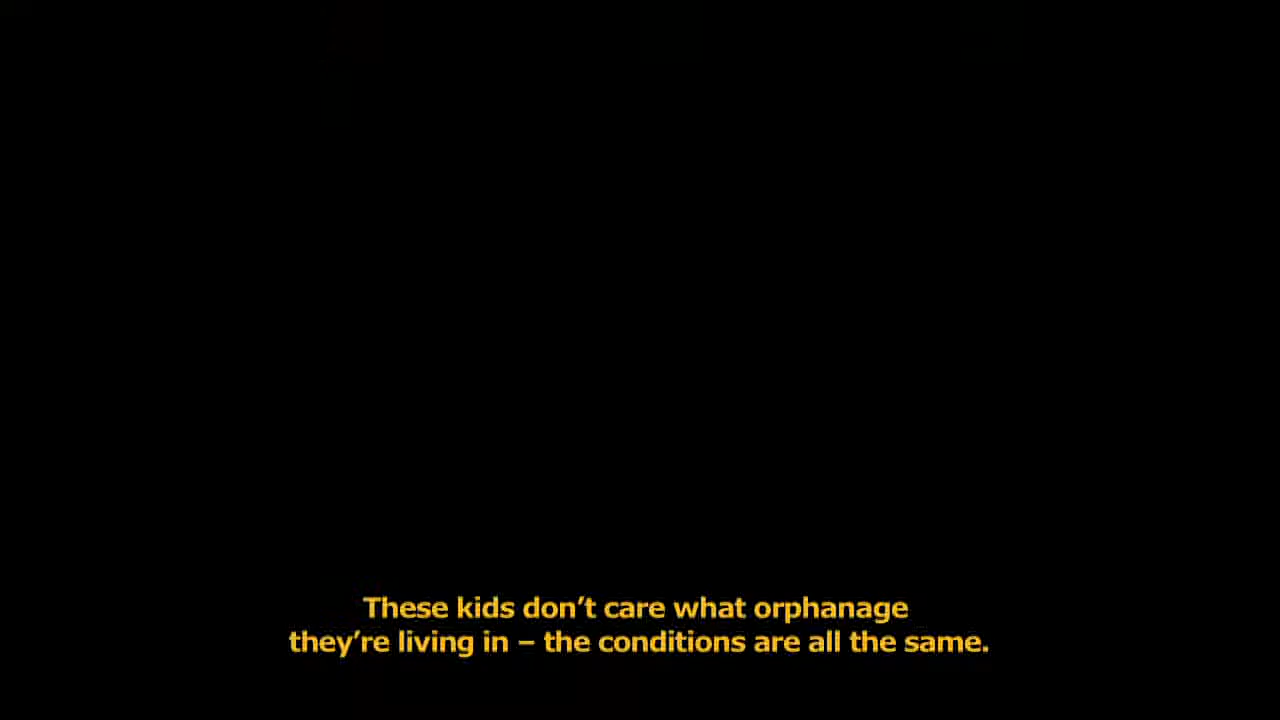 These kids don’t care what orphanage
they’re living in – the conditions are all the same.